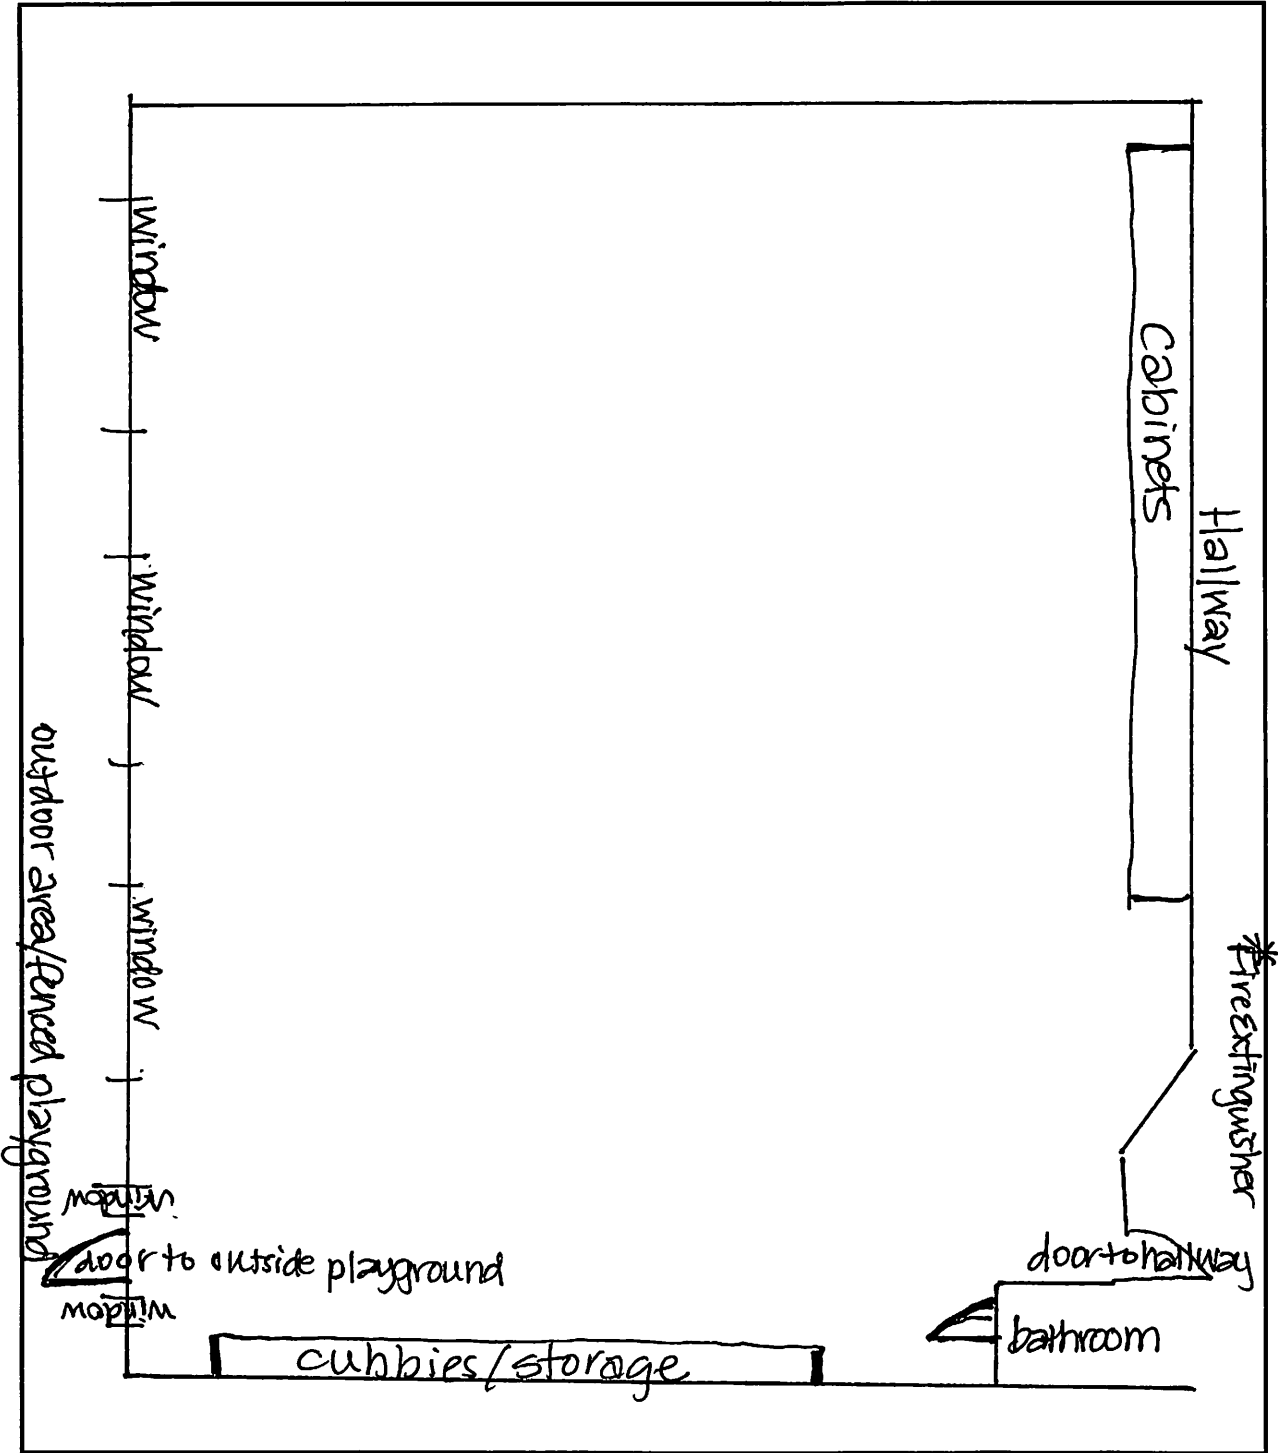 window
Cabinets
Hallway
window
outdoor area/fenced playground
window
*Fire Extinguisher
window
door to outside playground
door to hallway
window
bathroom
cubbies/storage